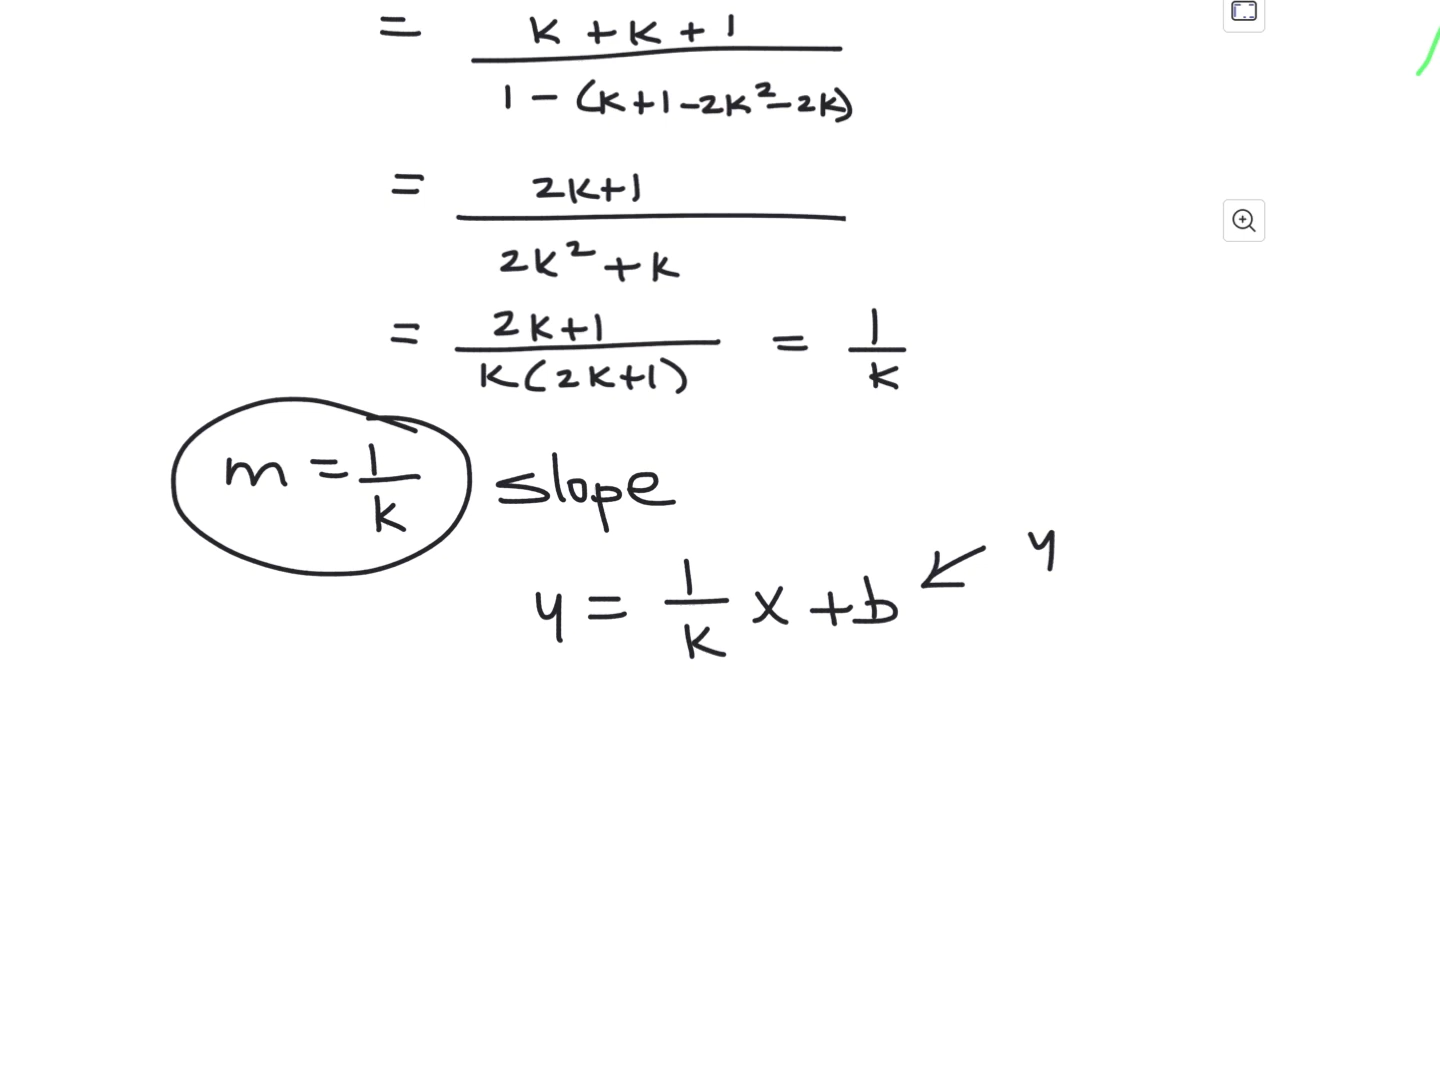 = K + K + 1 / 1 - (K+1-2K²-2K)
= 2K+1 / 2K² + K
= 2K+1 / K(2K+1) = 1/K
m = 1/K slope
y = 1/K x + b ← y